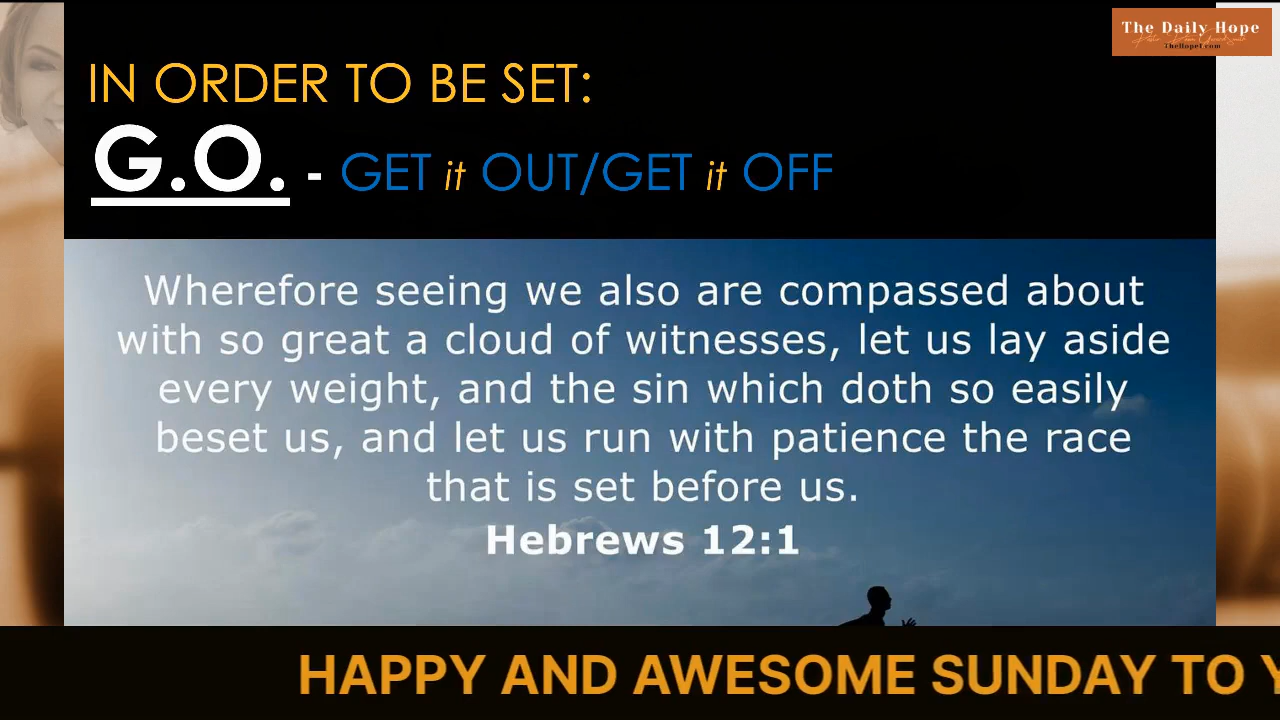 The Daily Hope
TheHope1.com
IN ORDER TO BE SET:
G.O. - GET it OUT/GET it OFF
Wherefore seeing we also are compassed about
with so great a cloud of witnesses, let us lay aside
every weight, and the sin which doth so easily
beset us, and let us run with patience the race
that is set before us.
Hebrews 12:1
HAPPY AND AWESOME SUNDAY TO Y